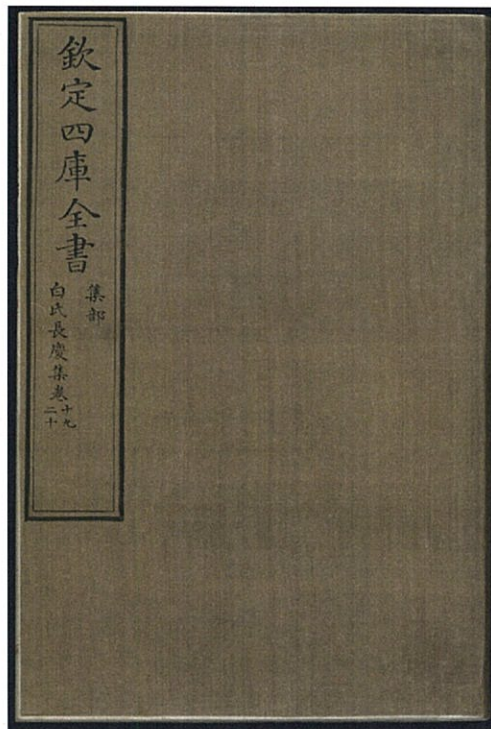 欽定四庫全書
集部
白氏長慶集卷十九
二十